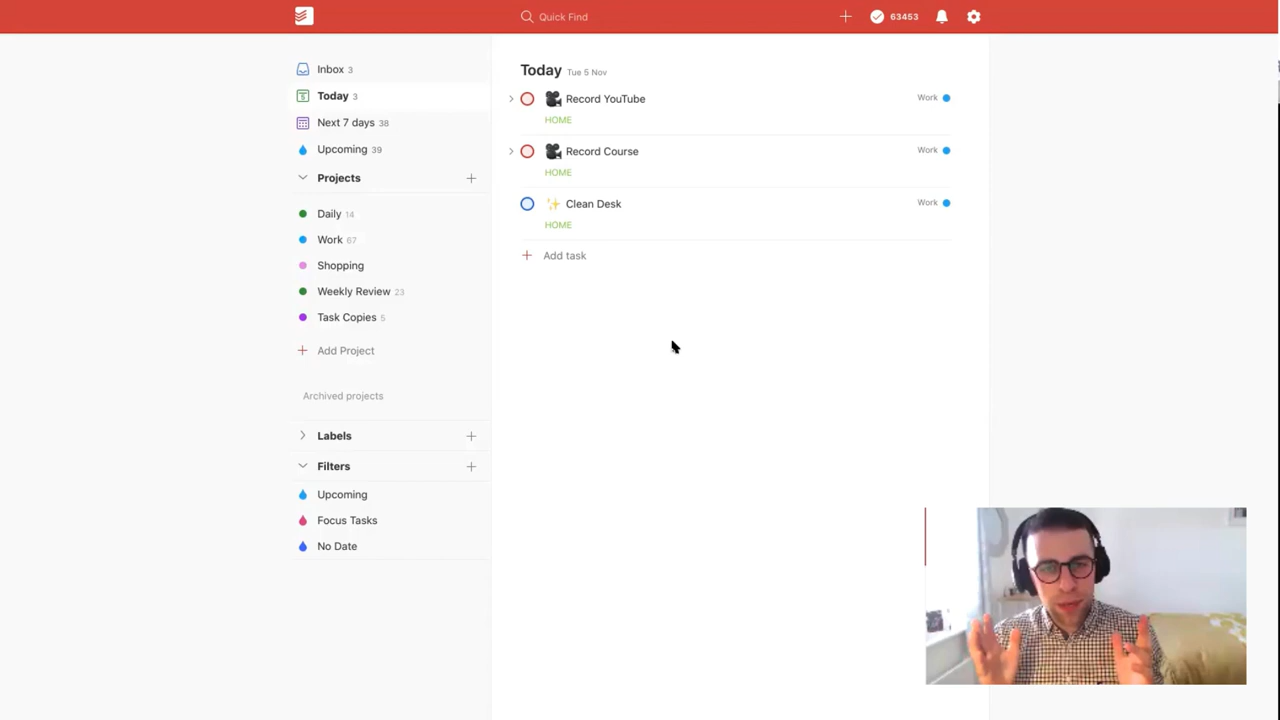 Quick Find
63453
Inbox 3
Today 3
Next 7 days 38
Upcoming 39
Projects
Daily 14
Work 67
Shopping
Weekly Review 23
Task Copies 5
Add Project
Archived projects
Labels
Filters
Upcoming
Focus Tasks
No Date
Today Tue 5 Nov
Record YouTube Work
HOME
Record Course Work
HOME
Clean Desk Work
HOME
Add task